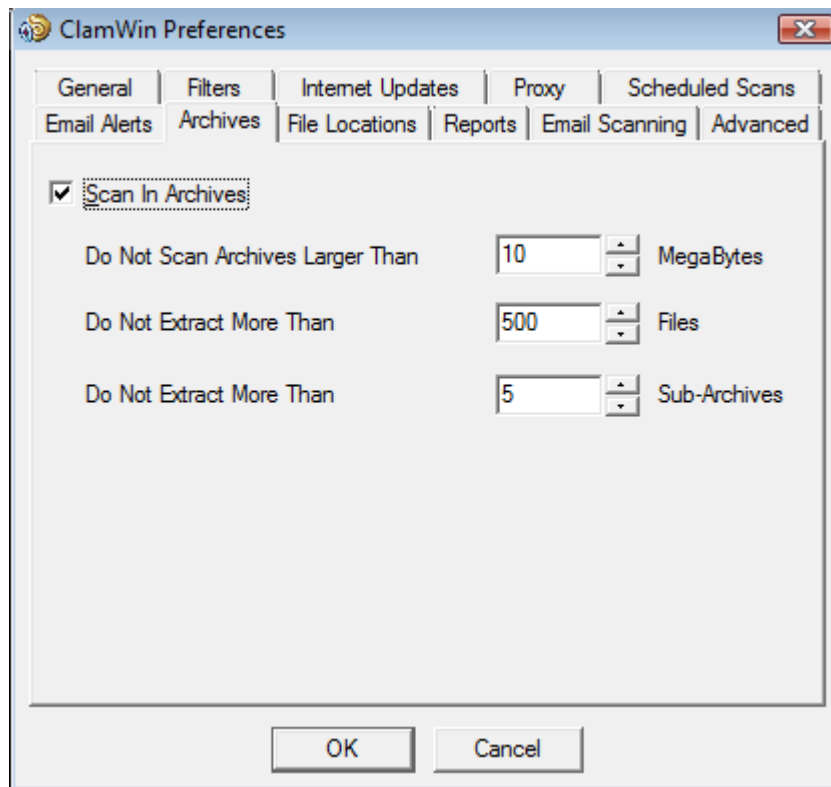 ClamWin Preferences
General Filters Internet Updates Proxy Scheduled Scans
Email Alerts Archives File Locations Reports Email Scanning Advanced
Scan In Archives
Do Not Scan Archives Larger Than 10 MegaBytes
Do Not Extract More Than 500 Files
Do Not Extract More Than 5 Sub-Archives
OK Cancel